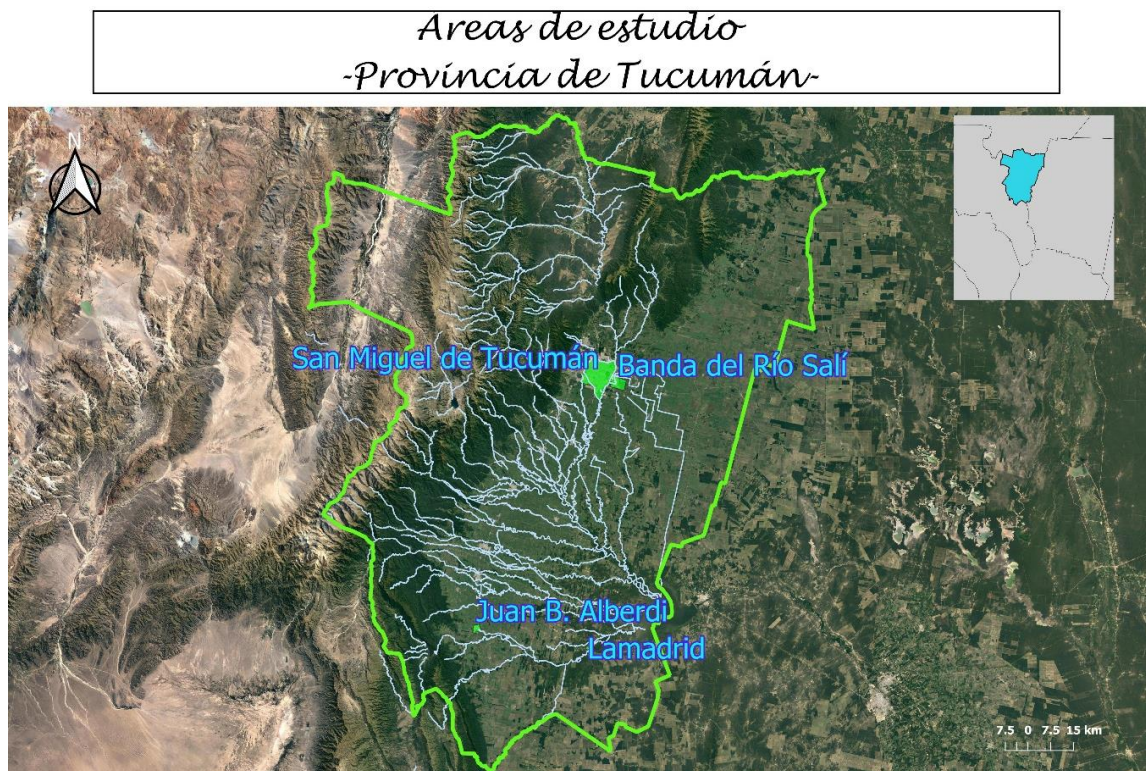 Areas de estudio
-Provincia de Tucumán-
N
San Miguel de Tucumán
Banda del Río Salí
Juan B. Alberdi
Lamadrid
7.5 0 7.5 15 km